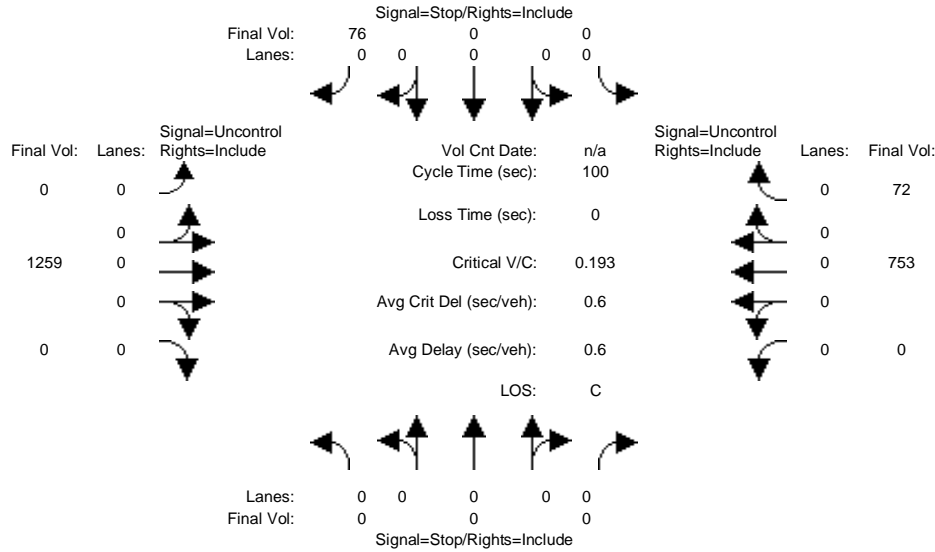 Signal=Stop/Rights=Include
Final Vol: 76 0 0
Lanes: 0 0 0 0 0
Signal=Uncontrol Signal=Uncontrol
Final Vol: Lanes: Rights=Include Vol Cnt Date: n/a Rights=Include Lanes: Final Vol:
Cycle Time (sec): 100
0 0 0 72
Loss Time (sec): 0
0 0
1259 0 Critical V/C: 0.193 0 753
0 Avg Crit Del (sec/veh): 0.6 0
0 0 Avg Delay (sec/veh): 0.6 0 0
LOS: C
Lanes: 0 0 0 0 0
Final Vol: 0 0 0
Signal=Stop/Rights=Include